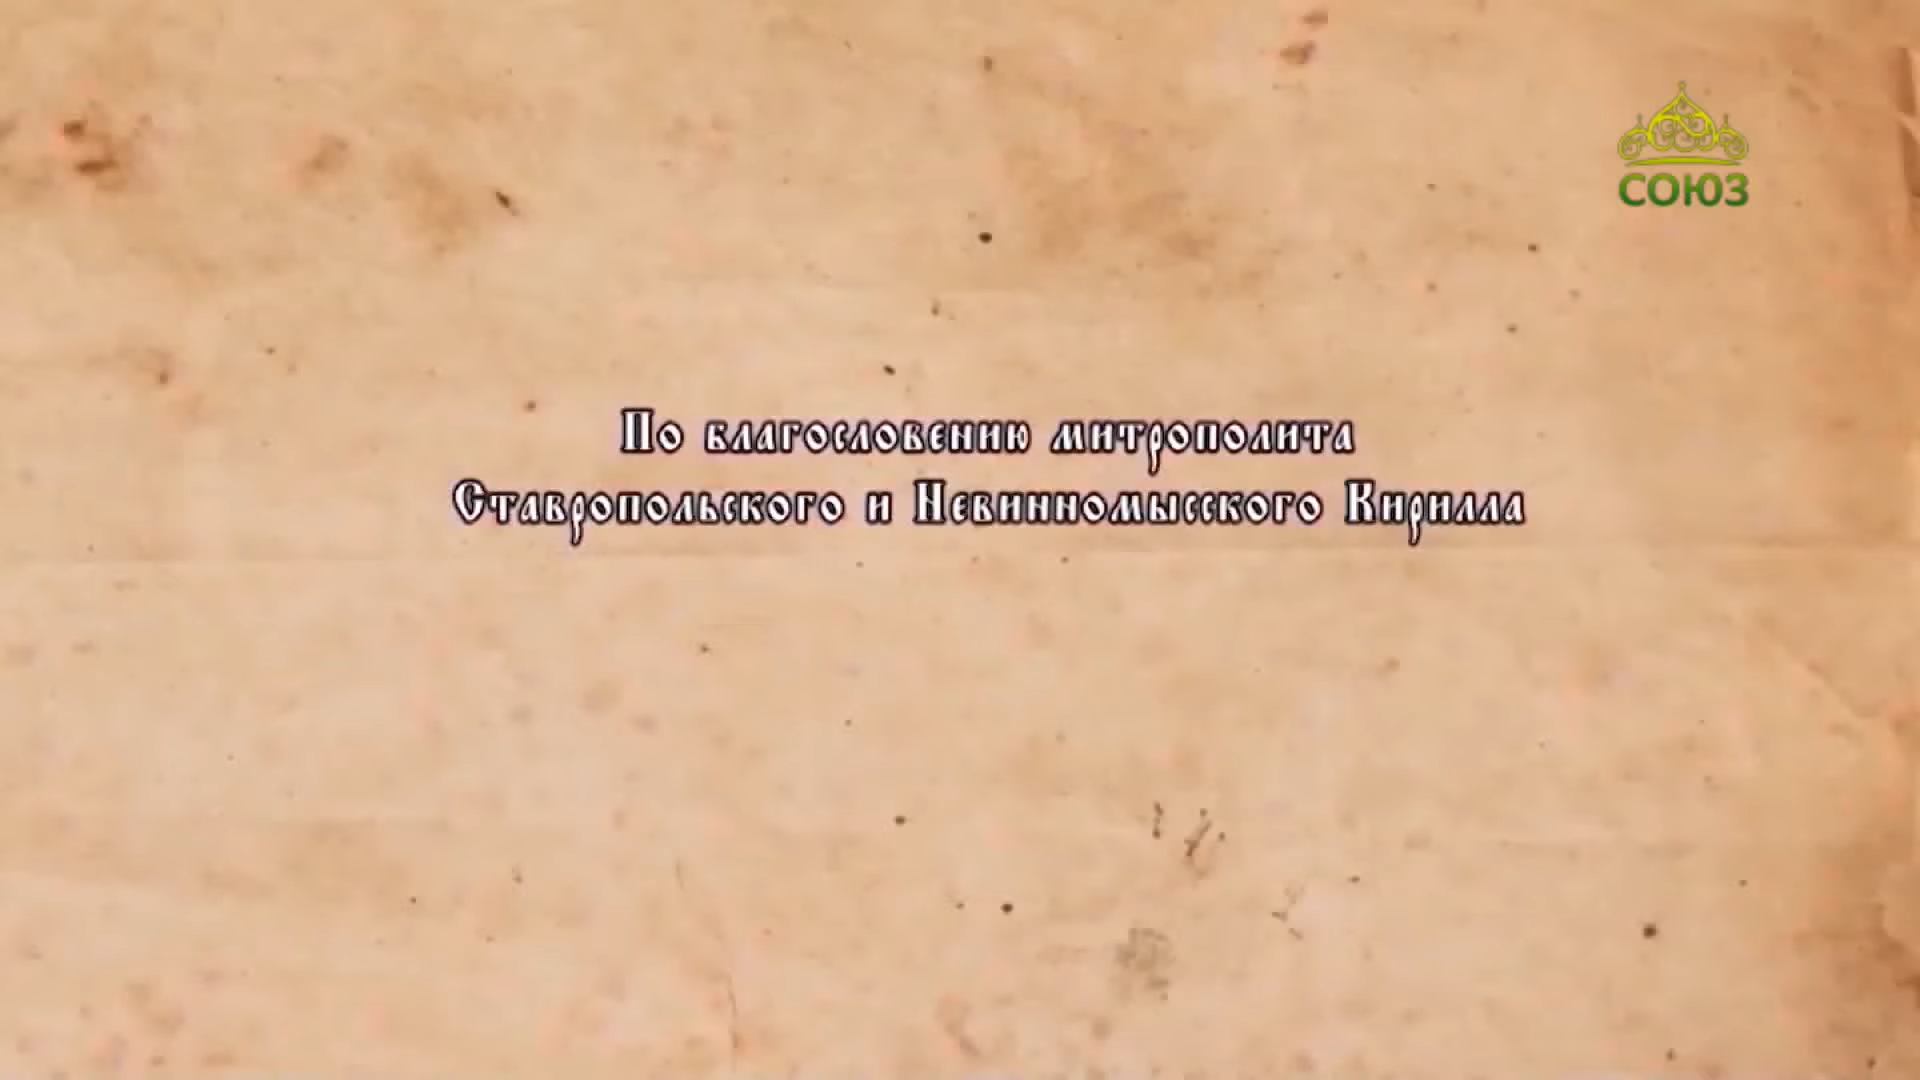 СОЮЗ
По благословению митрополита
Ставропольского и Невинномысского Кирилла